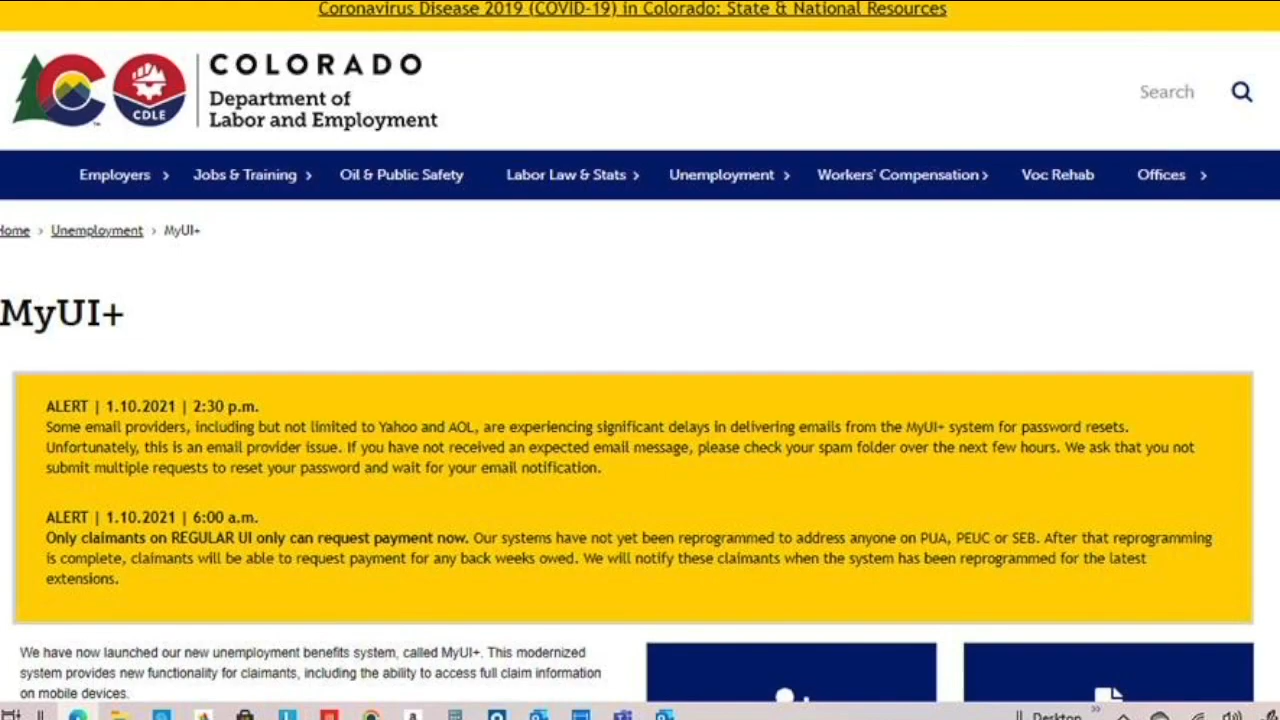 Coronavirus Disease 2019 (COVID-19) in Colorado: State & National Resources
COLORADO
Department of
Labor and Employment
CDLE
TM
Search
Employers
Jobs & Training
Oil & Public Safety
Labor Law & Stats
Unemployment
Workers' Compensation
Voc Rehab
Offices
Home > Unemployment > MyUI+
MyUI+
ALERT | 1.10.2021 | 2:30 p.m.
Some email providers, including but not limited to Yahoo and AOL, are experiencing significant delays in delivering emails from the MyUI+ system for password resets.
Unfortunately, this is an email provider issue. If you have not received an expected email message, please check your spam folder over the next few hours. We ask that you not
submit multiple requests to reset your password and wait for your email notification.
ALERT | 1.10.2021 | 6:00 a.m.
Only claimants on REGULAR UI only can request payment now. Our systems have not yet been reprogrammed to address anyone on PUA, PEUC or SEB. After that reprogramming
is complete, claimants will be able to request payment for any back weeks owed. We will notify these claimants when the system has been reprogrammed for the latest
extensions.
We have now launched our new unemployment benefits system, called MyUI+. This modernized
system provides new functionality for claimants, including the ability to access full claim information
on mobile devices.
Desktop